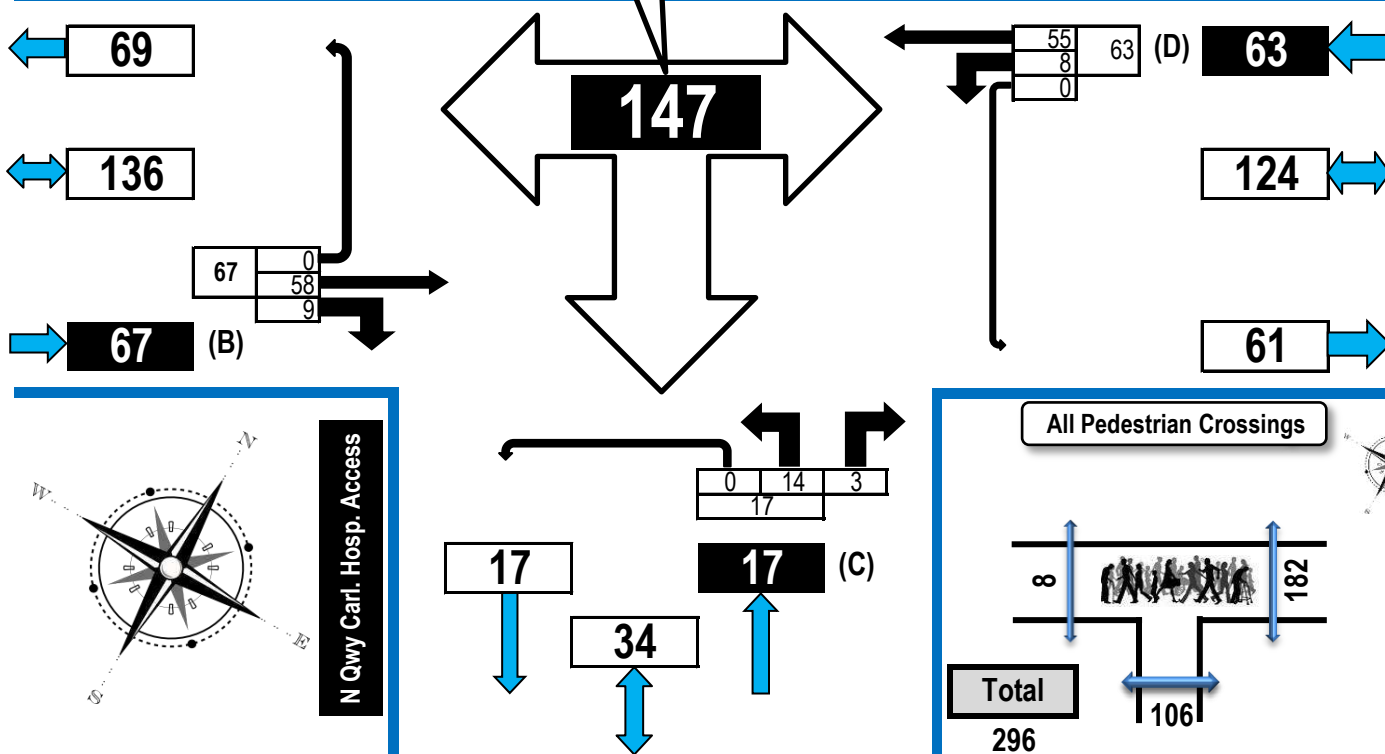 69
136
67
0
58
9
67
(B)
147
55
8
0
63
(D)
63
124
61
N
W
E
S
N Qwy Carl. Hosp. Access
0
14
3
17
17
34
17
(C)
All Pedestrian Crossings
W
N
S
8
182
106
Total
296